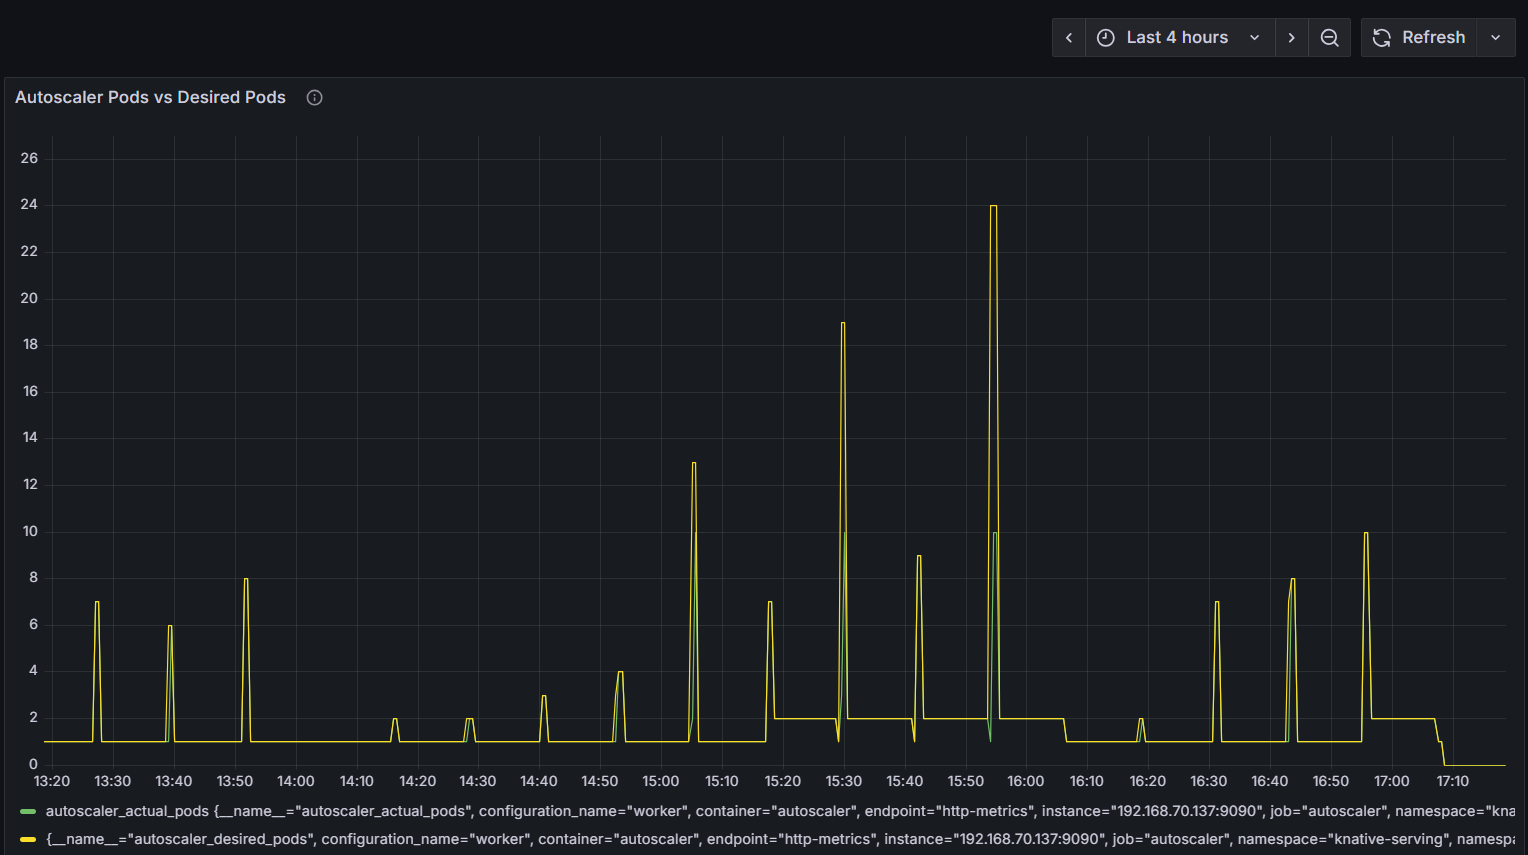 Last 4 hours
Refresh
Autoscaler Pods vs Desired Pods
26
24
22
20
18
16
14
12
10
8
6
4
2
0
13:20 13:30 13:40 13:50 14:00 14:10 14:20 14:30 14:40 14:50 15:00 15:10 15:20 15:30 15:40 15:50 16:00 16:10 16:20 16:30 16:40 16:50 17:00 17:10
autoscaler_actual_pods {__name__="autoscaler_actual_pods", configuration_name="worker", container="autoscaler", endpoint="http-metrics", instance="192.168.70.137:9090", job="autoscaler", namespace="kna
{__name__="autoscaler_desired_pods", configuration_name="worker", container="autoscaler", endpoint="http-metrics", instance="192.168.70.137:9090", job="autoscaler", namespace="knative-serving", namespa